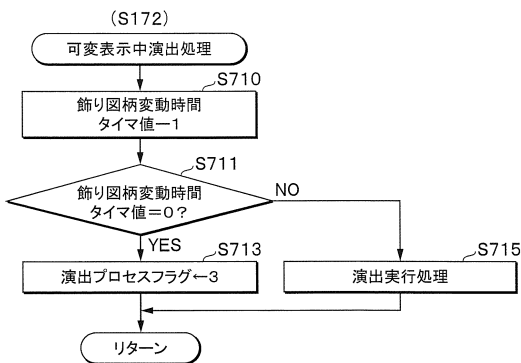 (S172)
可変表示中演出処理
S710
飾り図柄変動時間
タイマ値ー1
S711
飾り図柄変動時間
タイマ値=0?
NO
YES
S713
演出プロセスフラグ←3
S715
演出実行処理
リターン